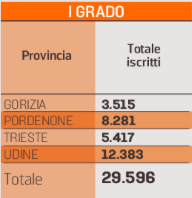 I GRADO
Provincia Totale iscritti
GORIZIA 3.515
PORDENONE 8.281
TRIESTE 5.417
UDINE 12.383
Totale 29.596